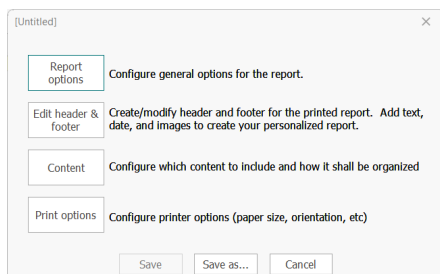 [Untitled]
Report
options
Configure general options for the report.
Edit header &
footer
Create/modify header and footer for the printed report.  Add text,
date, and images to create your personalized report.
Content
Configure which content to include and how it shall be organized
Print options
Configure printer options (paper size, orientation, etc)
Save
Save as...
Cancel